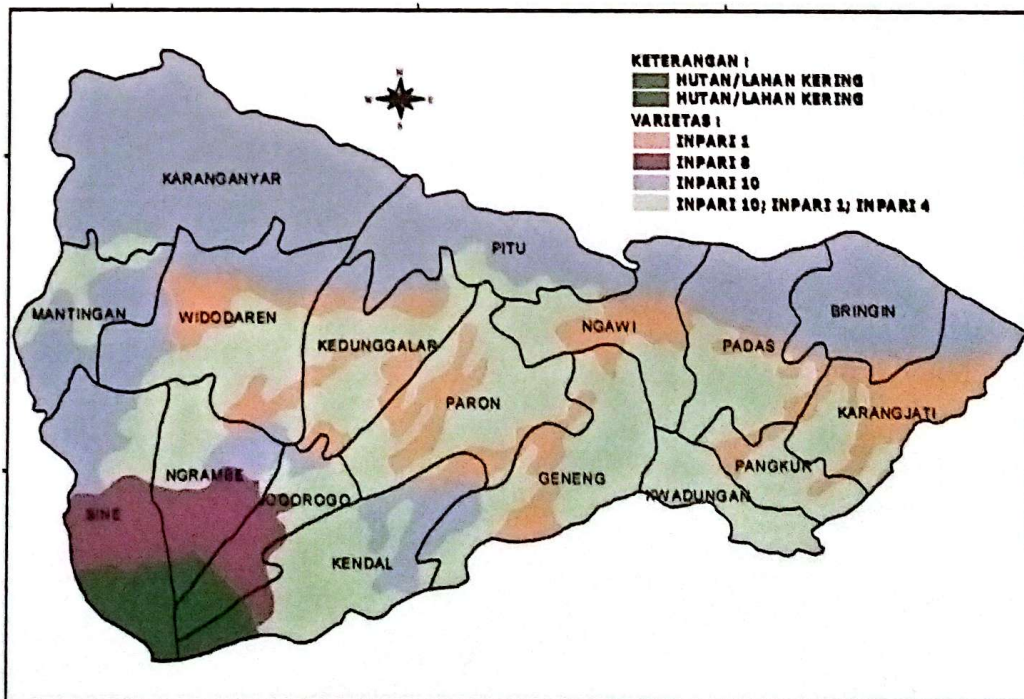 N
W E
S
KETERANGAN :
HUTAN/LAHAN KERING
HUTAN/LAHAN KERING
VARIETAS :
INPARI 1
INPARI 8
INPARI 10
INPARI 10; INPARI 1; INPARI 4
KARANGANYAR
PITU
MANTINGAN
WIDODAREN
KEDUNGGALAR
NGAWI
PADAS
BRINGIN
PARON
KARANGJATI
NGRAMBE
JOGOROGO
GENENG
PANGKUR
KWADUNGAN
SINE
KENDAL